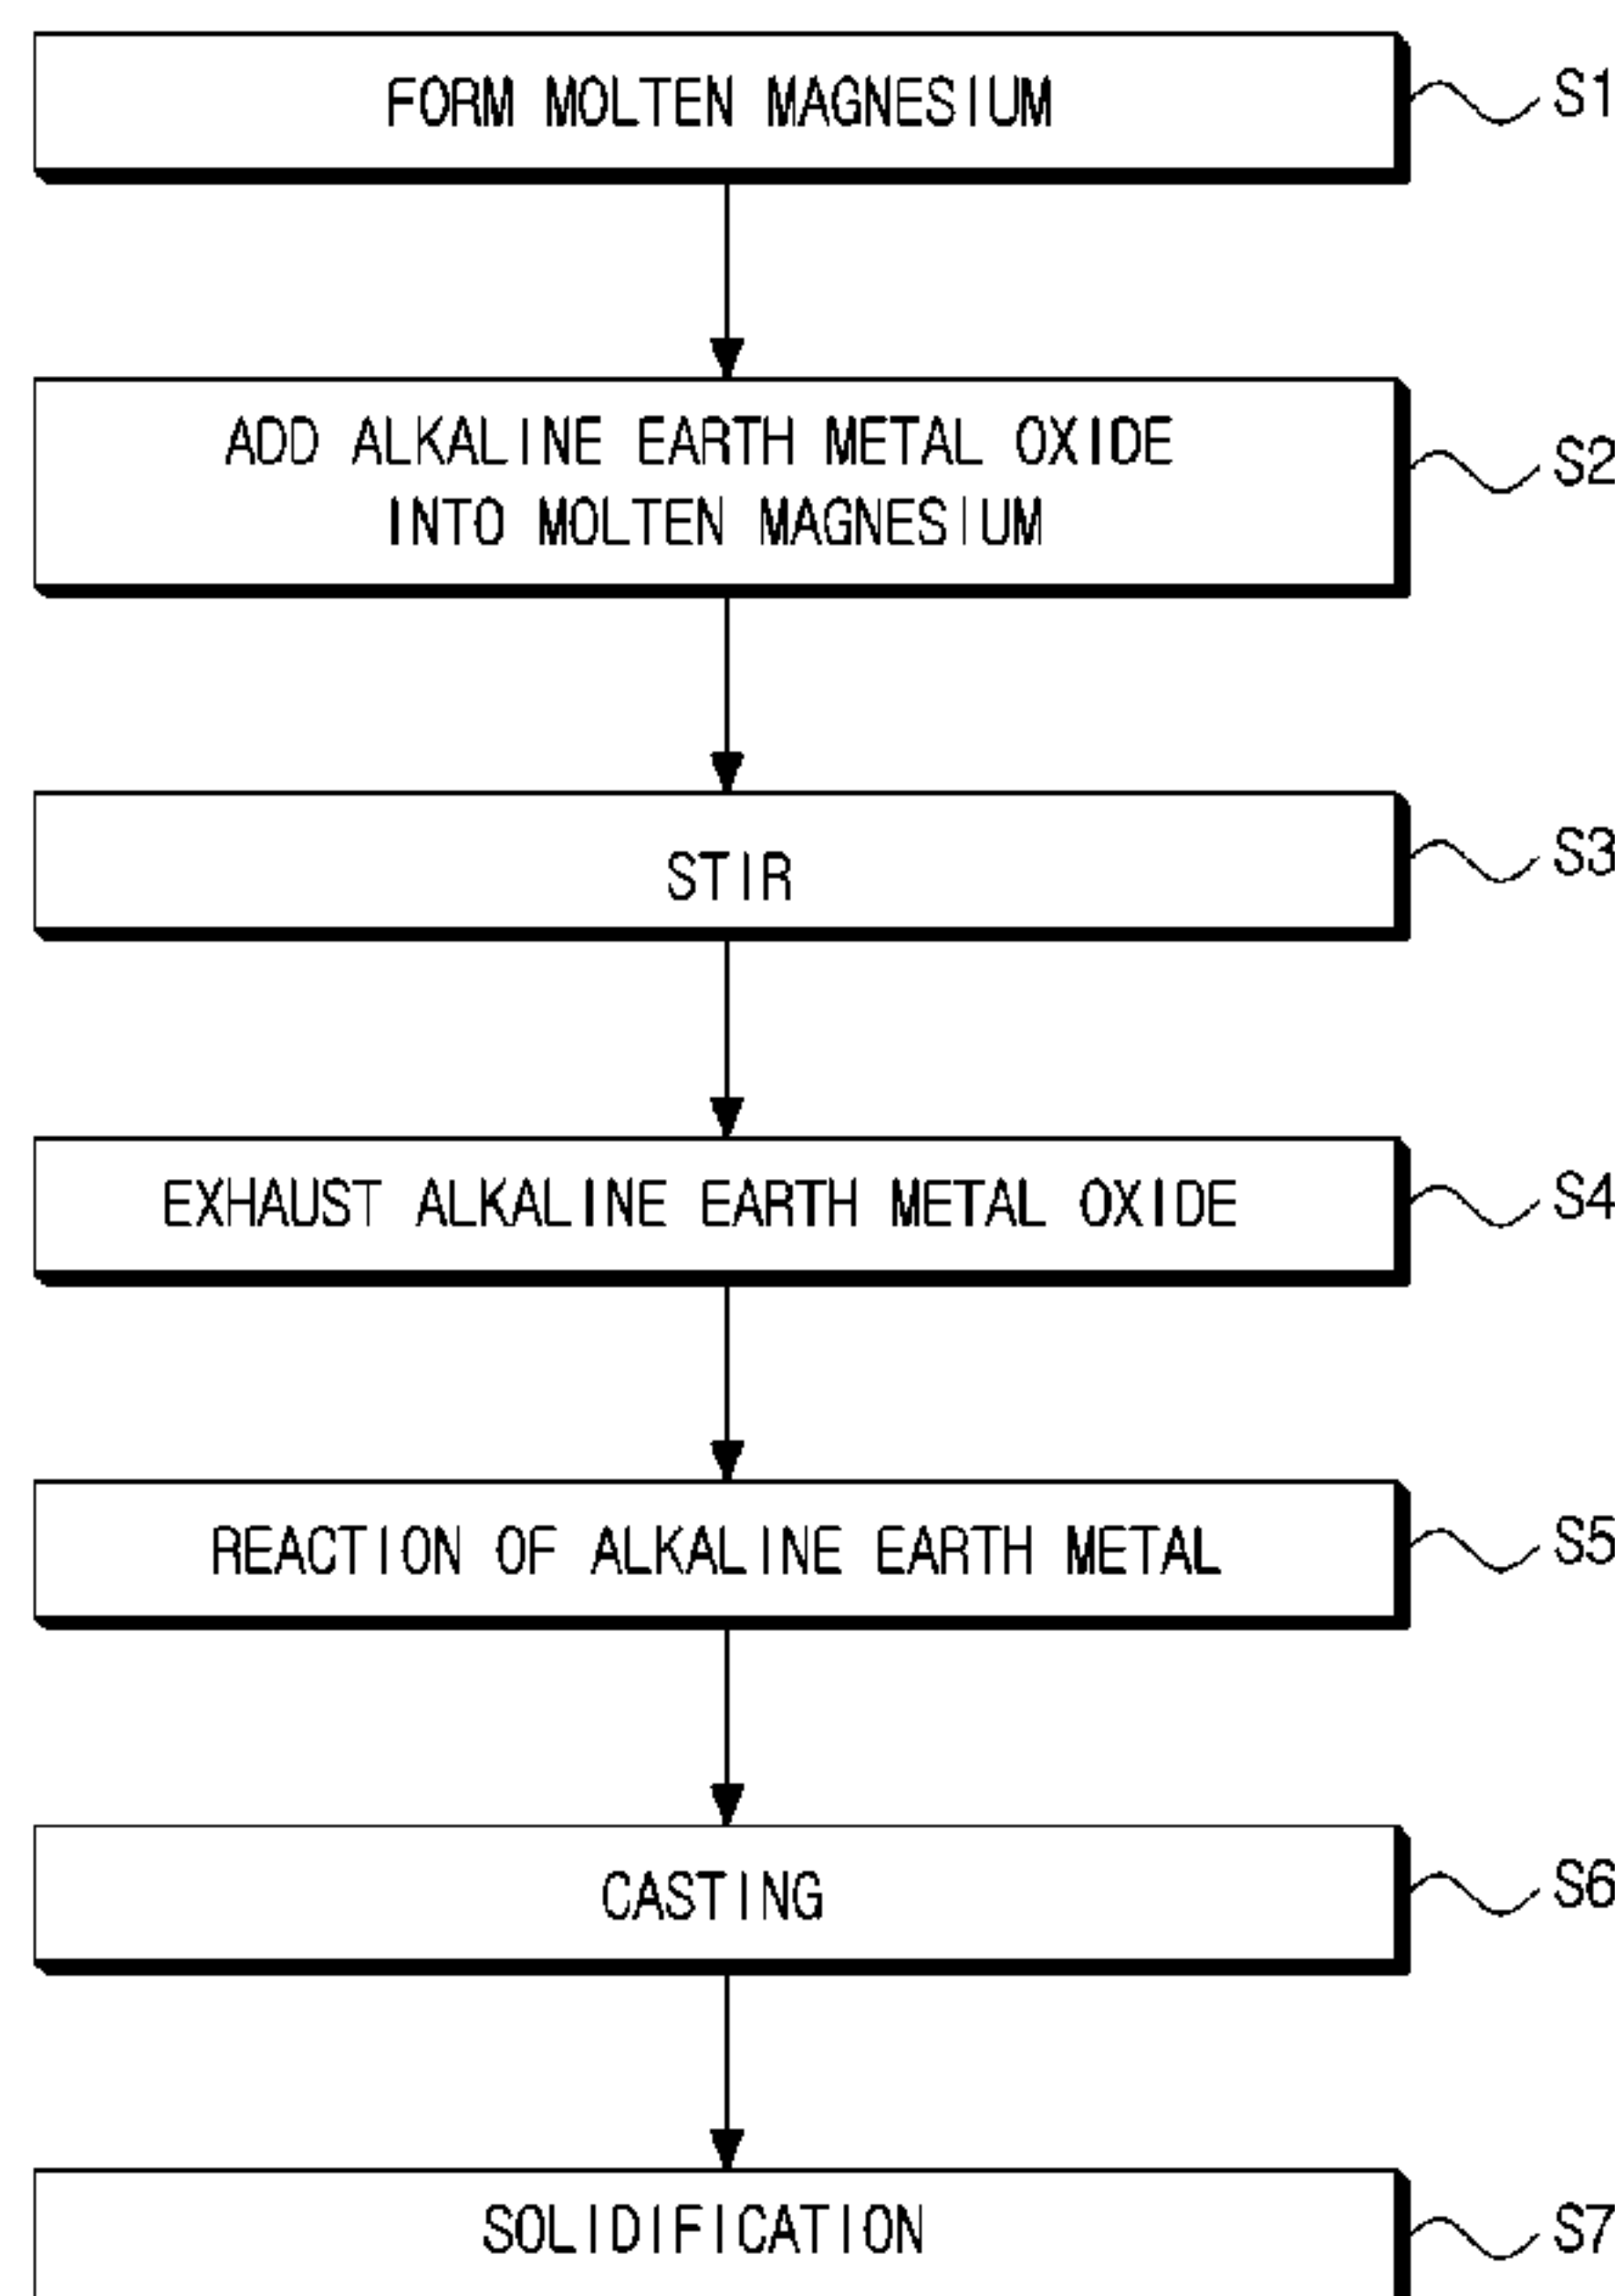 FORM MOLTEN MAGNESIUM
S1
ADD ALKALINE EARTH METAL OXIDE
INTO MOLTEN MAGNESIUM
S2
STIR
S3
EXHAUST ALKALINE EARTH METAL OXIDE
S4
REACTION OF ALKALINE EARTH METAL
S5
CASTING
S6
SOLIDIFICATION
S7